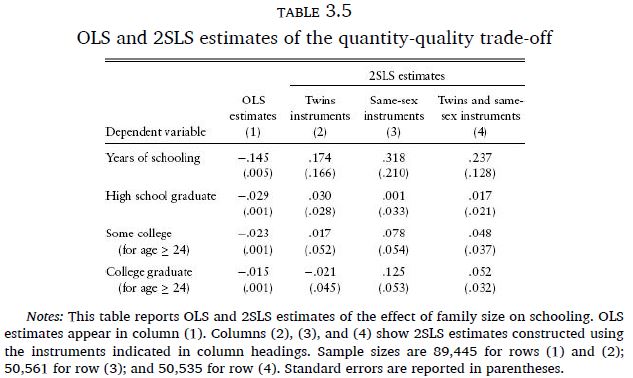 TABLE 3.5
OLS and 2SLS estimates of the quantity-quality trade-off
2SLS estimates
OLS Twins Same-sex Twins and same-
estimates instruments instruments sex instruments
Dependent variable (1) (2) (3) (4)
Years of schooling −.145 .174 .318 .237
(.005) (.166) (.210) (.128)
High school graduate −.029 .030 .001 .017
(.001) (.028) (.033) (.021)
Some college −.023 .017 .078 .048
(for age ≥ 24) (.001) (.052) (.054) (.037)
College graduate −.015 −.021 .125 .052
(for age ≥ 24) (.001) (.045) (.053) (.032)
Notes: This table reports OLS and 2SLS estimates of the effect of family size on schooling. OLS
estimates appear in column (1). Columns (2), (3), and (4) show 2SLS estimates constructed using
the instruments indicated in column headings. Sample sizes are 89,445 for rows (1) and (2);
50,561 for row (3); and 50,535 for row (4). Standard errors are reported in parentheses.